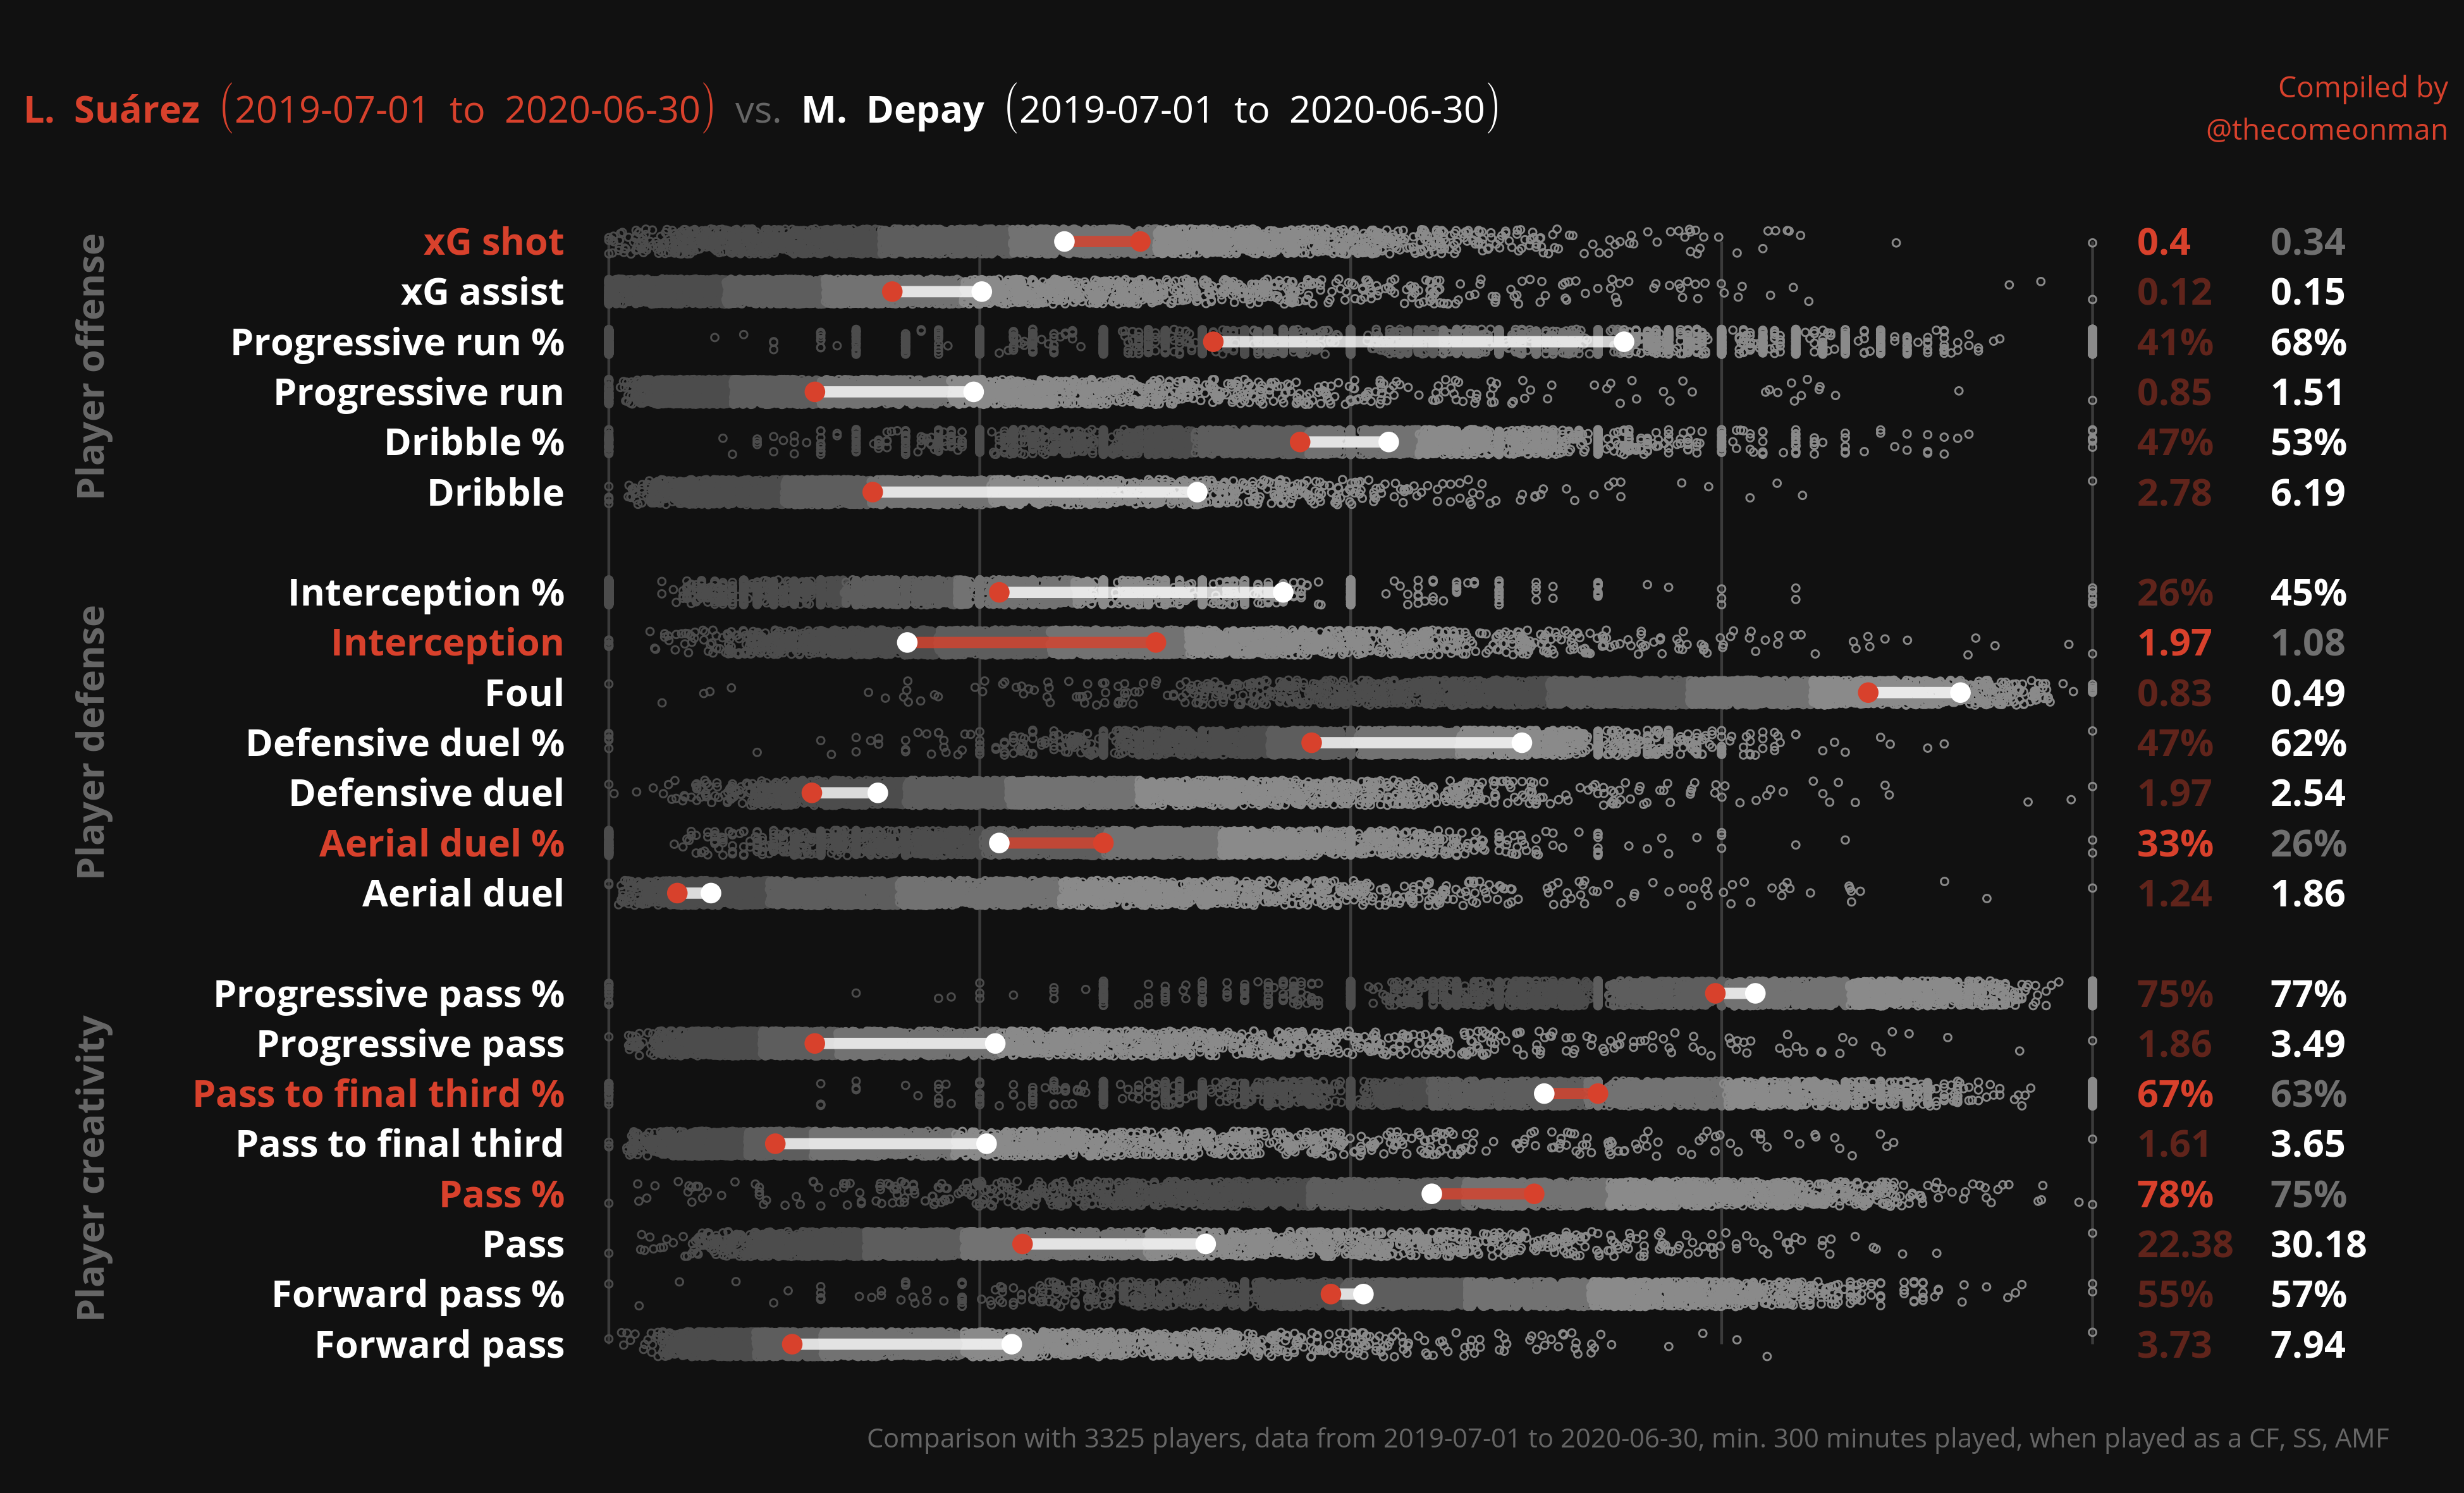 L. Suárez (2019-07-01 to 2020-06-30) vs. M. Depay (2019-07-01 to 2020-06-30)
Compiled by
@thecomeonman
Player offense
xG shot 0.4 0.34
xG assist 0.12 0.15
Progressive run % 41% 68%
Progressive run 0.85 1.51
Dribble % 47% 53%
Dribble 2.78 6.19
Player defense
Interception % 26% 45%
Interception 1.97 1.08
Foul 0.83 0.49
Defensive duel % 47% 62%
Defensive duel 1.97 2.54
Aerial duel % 33% 26%
Aerial duel 1.24 1.86
Player creativity
Progressive pass % 75% 77%
Progressive pass 1.86 3.49
Pass to final third % 67% 63%
Pass to final third 1.61 3.65
Pass % 78% 75%
Pass 22.38 30.18
Forward pass % 55% 57%
Forward pass 3.73 7.94
Comparison with 3325 players, data from 2019-07-01 to 2020-06-30, min. 300 minutes played, when played as a CF, SS, AMF